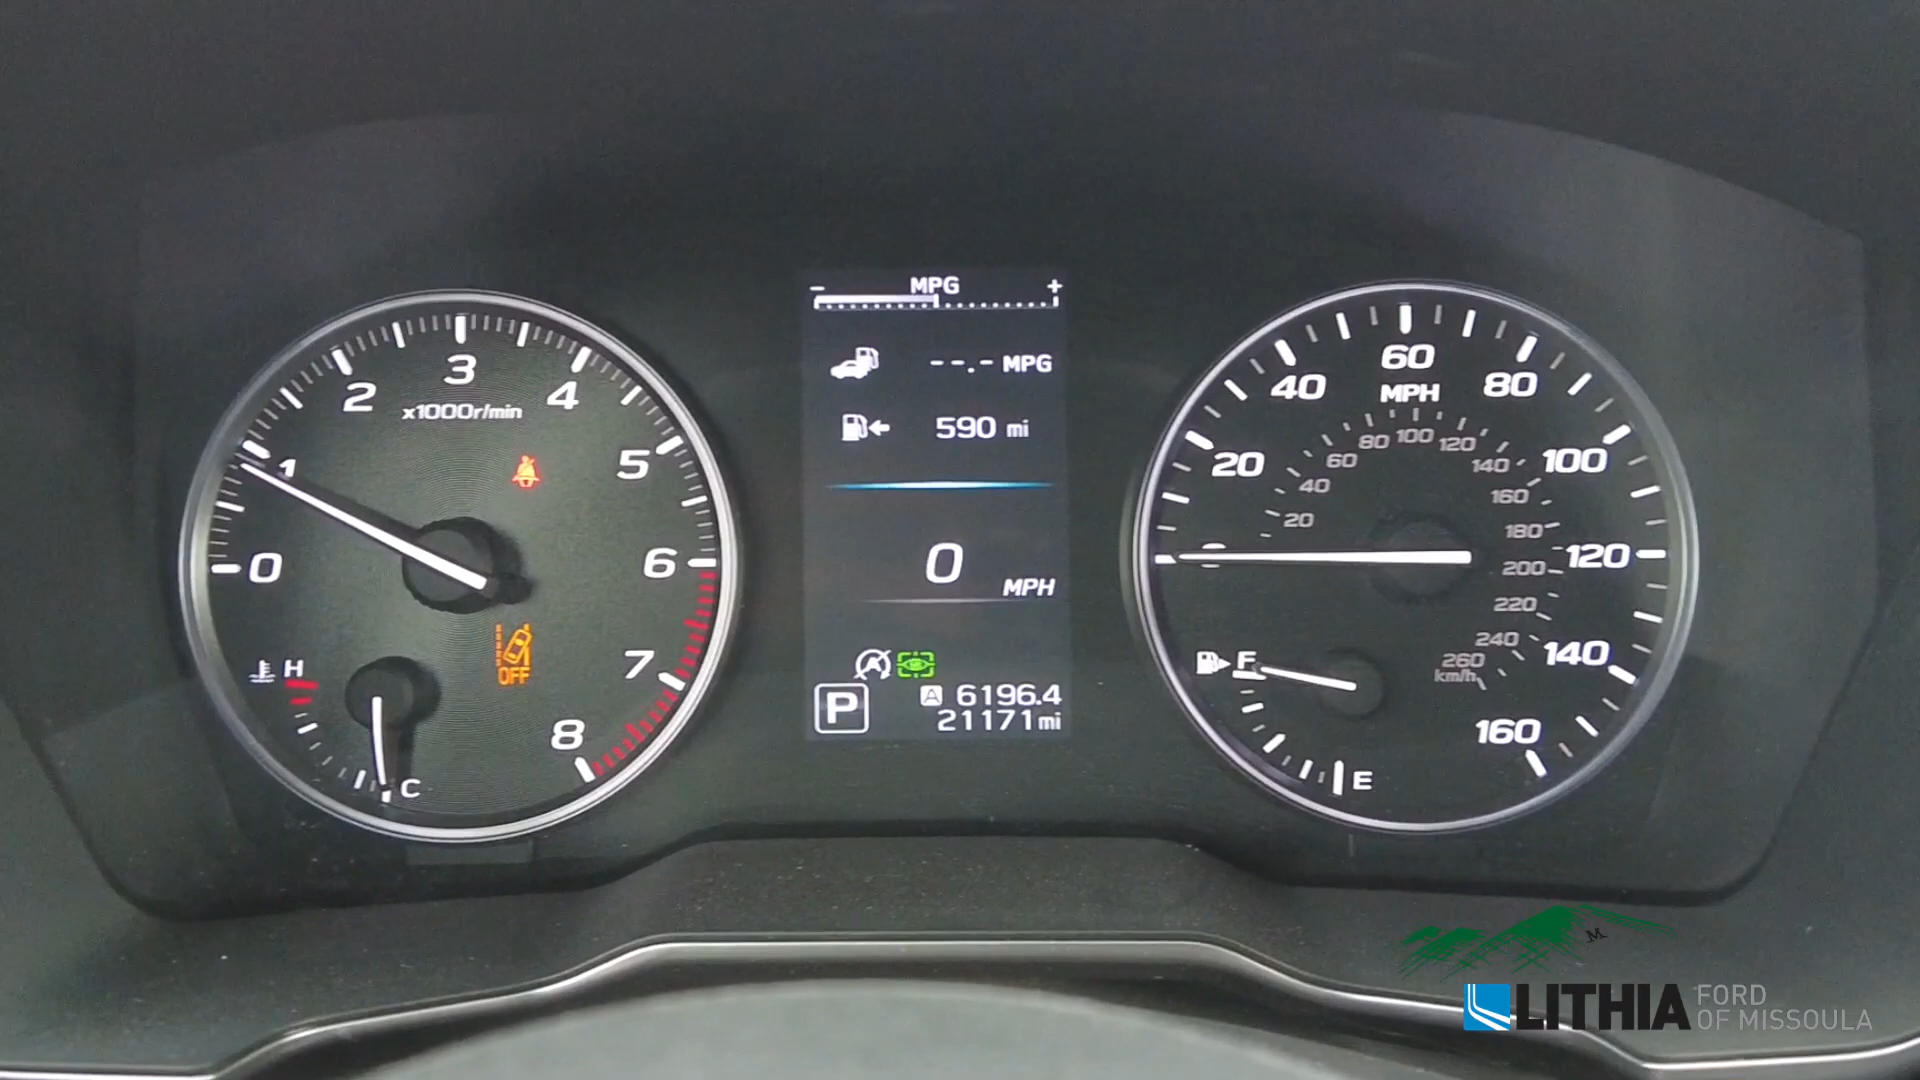 0
1
2
3
4
5
6
7
8
x1000r/min
OFF
H
C
- MPG +
--.- MPG
590 mi
0
MPH
A
P
A 6196.4
21171mi
20
40
60
80
100
120
140
160
MPH
20
40
60
80
100
120
140
160
180
200
220
240
260
km/h
F
E
M
LITHIA FORD
OF MISSOULA